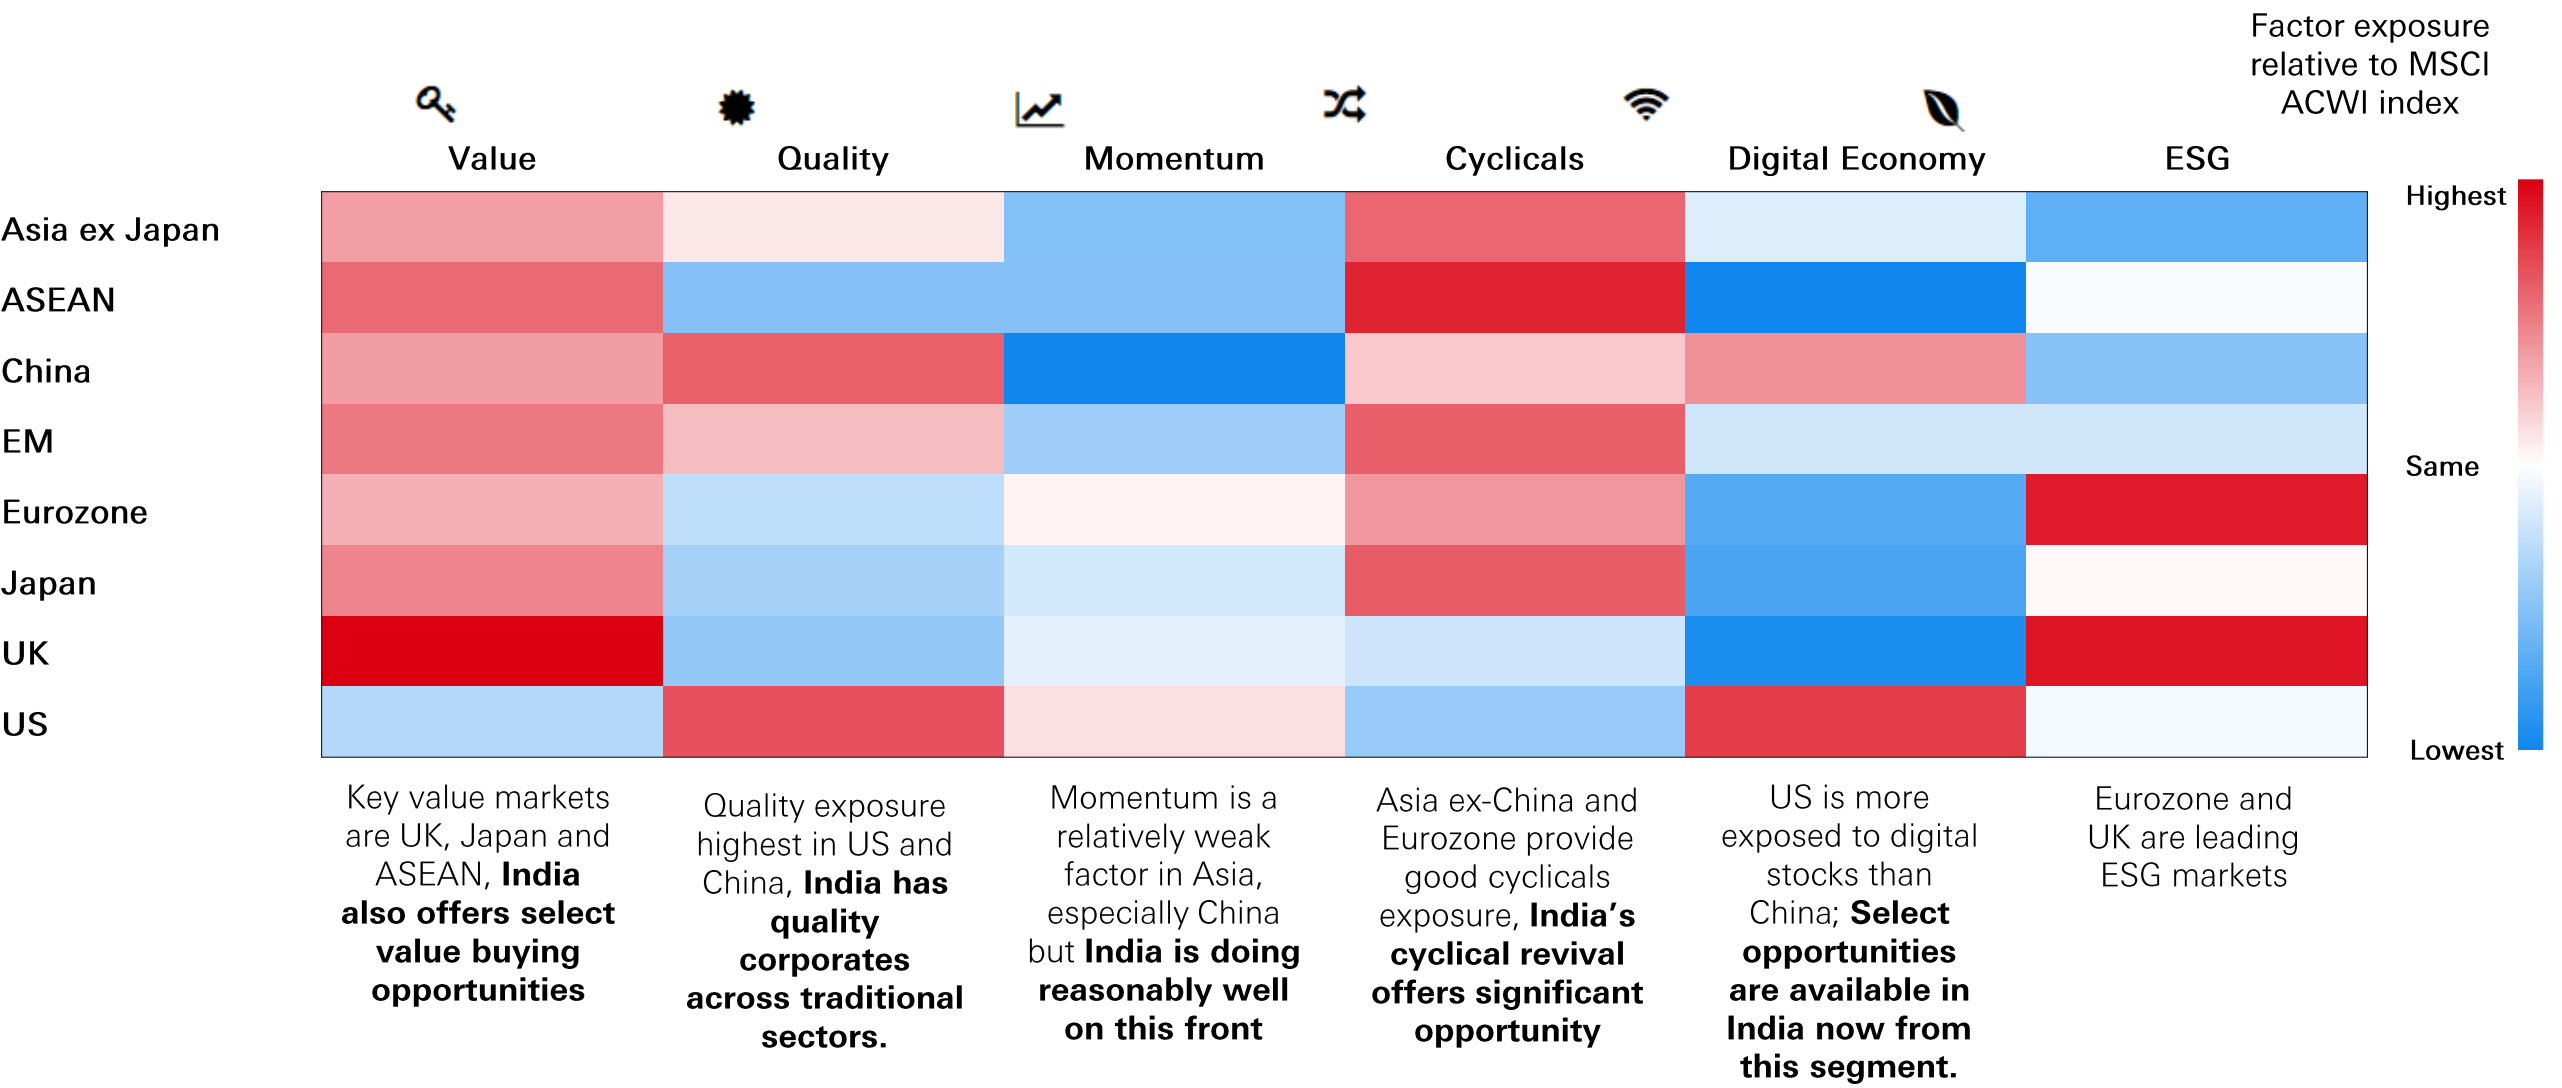 Factor exposure
relative to MSCI
ACWI index
Value
Quality
Momentum
Cyclicals
Digital Economy
ESG
Highest
Same
Lowest
Asia ex Japan
ASEAN
China
EM
Eurozone
Japan
UK
US
Key value markets
are UK, Japan and
ASEAN, India
also offers select
value buying
opportunities
Quality exposure
highest in US and
China, India has
quality
corporates
across traditional
sectors.
Momentum is a
relatively weak
factor in Asia,
especially China
but India is doing
reasonably well
on this front
Asia ex-China and
Eurozone provide
good cyclicals
exposure, India’s
cyclical revival
offers significant
opportunity
US is more
exposed to digital
stocks than
China; Select
opportunities
are available in
India now from
this segment.
Eurozone and
UK are leading
ESG markets